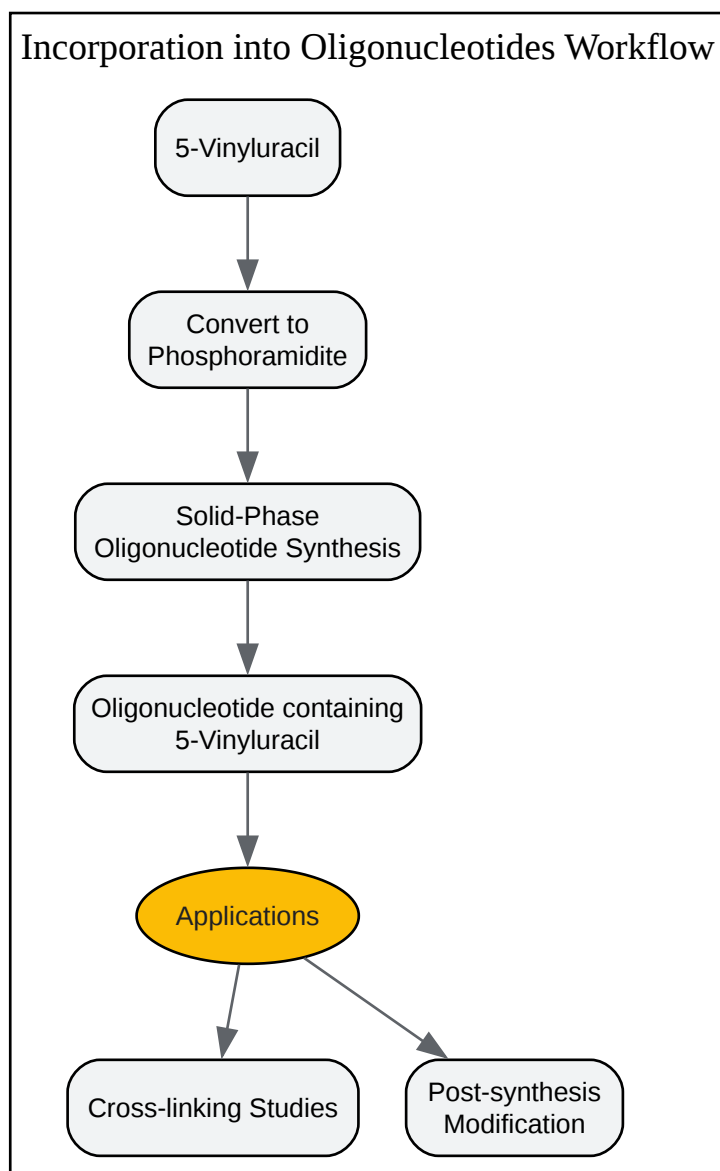 Incorporation into Oligonucleotides Workflow
5-Vinyluracil
Convert to
Phosphoramidite
Solid-Phase
Oligonucleotide Synthesis
Oligonucleotide containing
5-Vinyluracil
Applications
Cross-linking Studies
Post-synthesis
Modification